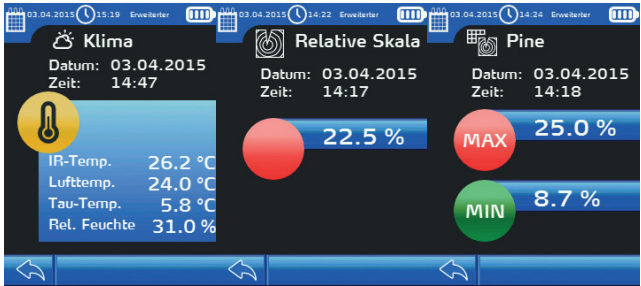 03.04.2015 15:19 Erweiterter
Klima
Datum: 03.04.2015
Zeit: 14:47
IR-Temp. 26.2 °C
Lufttemp. 24.0 °C
Tau-Temp. 5.8 °C
Rel. Feuchte 31.0 %
03.04.2015 14:22 Erweiterter
Relative Skala
Datum: 03.04.2015
Zeit: 14:17
22.5 %
03.04.2015 14:24 Erweiterter
Pine
Datum: 03.04.2015
Zeit: 14:18
MAX 25.0 %
MIN 8.7 %